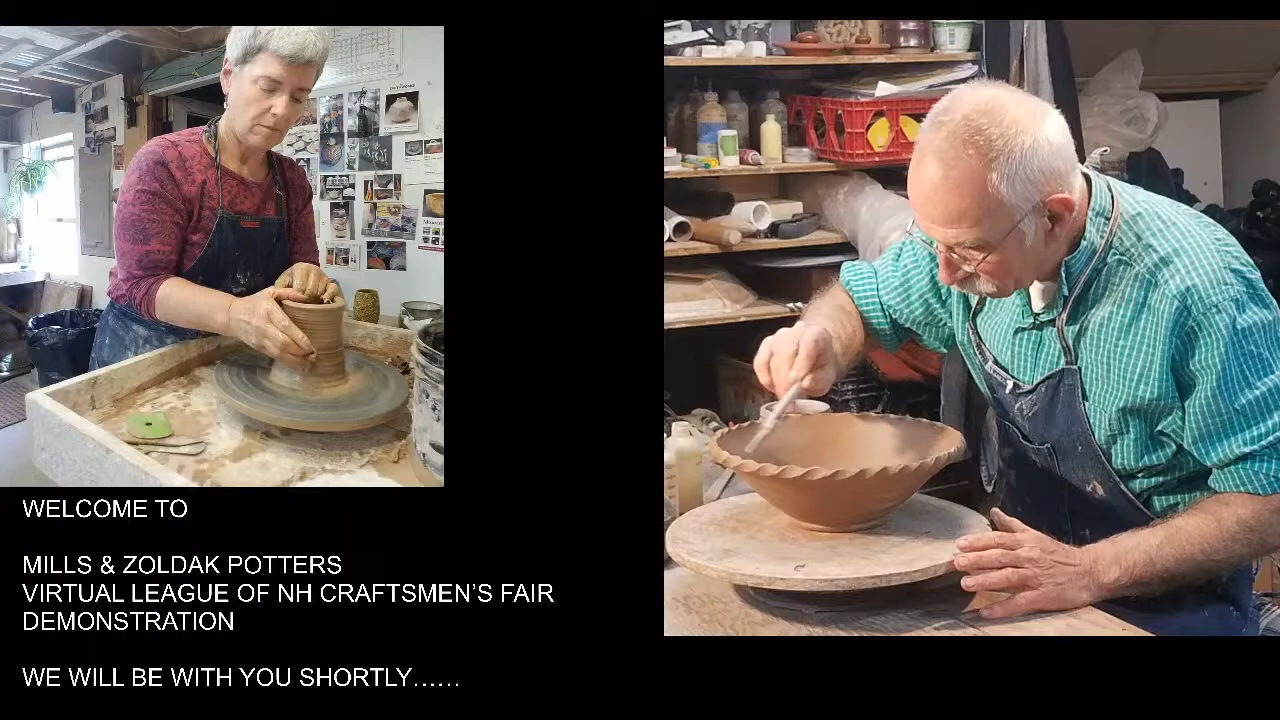 WELCOME TO
MILLS & ZOLDAK POTTERS
VIRTUAL LEAGUE OF NH CRAFTSMEN'S FAIR
DEMONSTRATION
WE WILL BE WITH YOU SHORTLY......